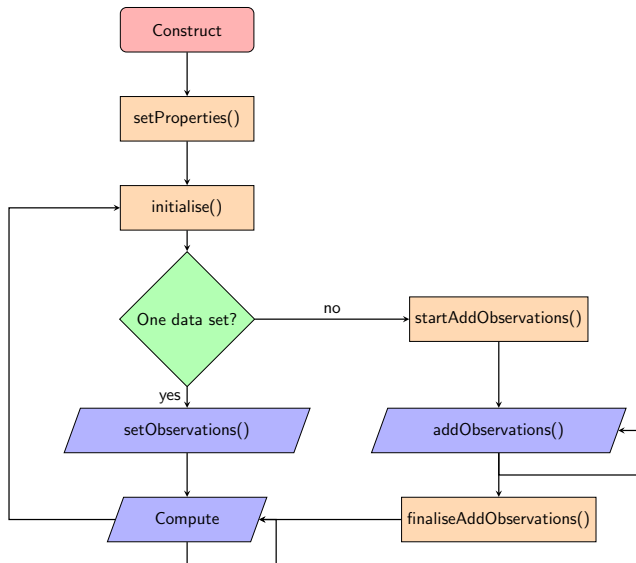 Construct
setProperties()
initialise()
One data set?
no
startAddObservations()
yes
setObservations()
addObservations()
Compute
finaliseAddObservations()